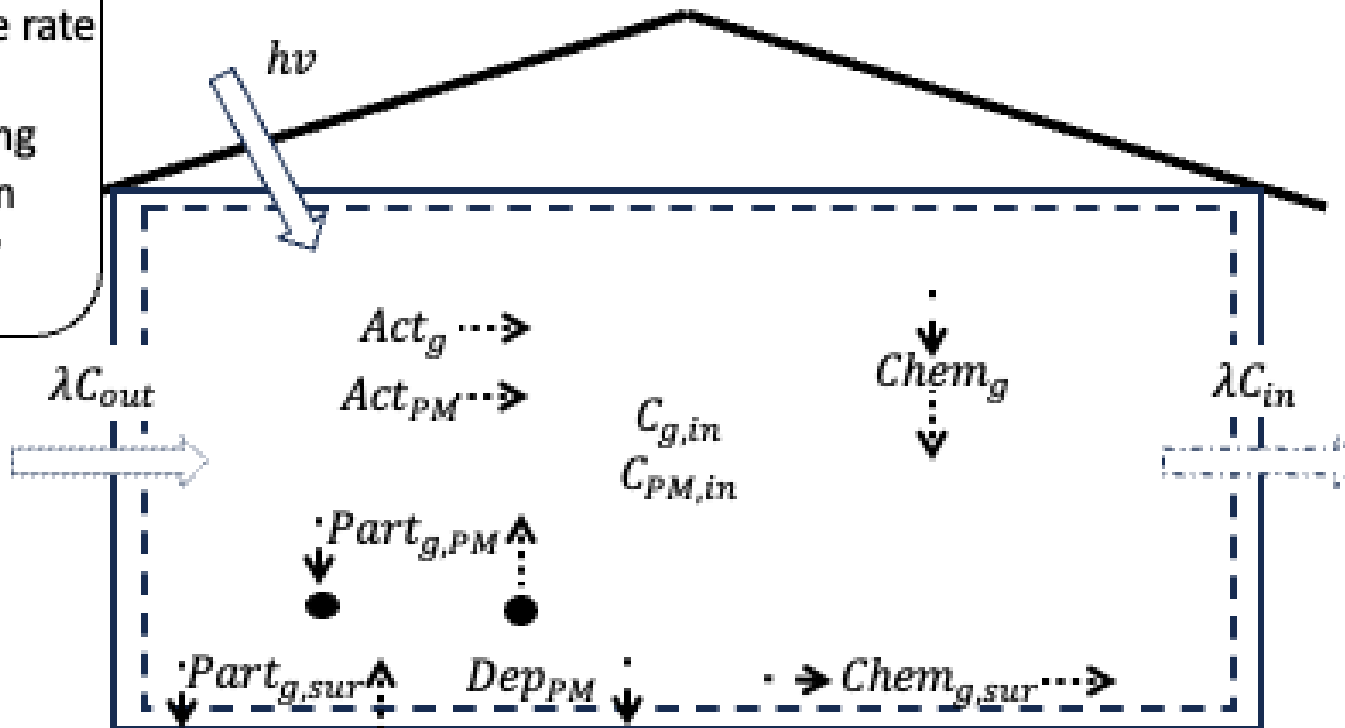 e rate
ng
n
hv
Act_g
Act_PM
Chem_g
λC_out
λC_in
C_g,in
C_PM,in
Part_g,PM
Part_g,sur
Dep_PM
Chem_g,sur